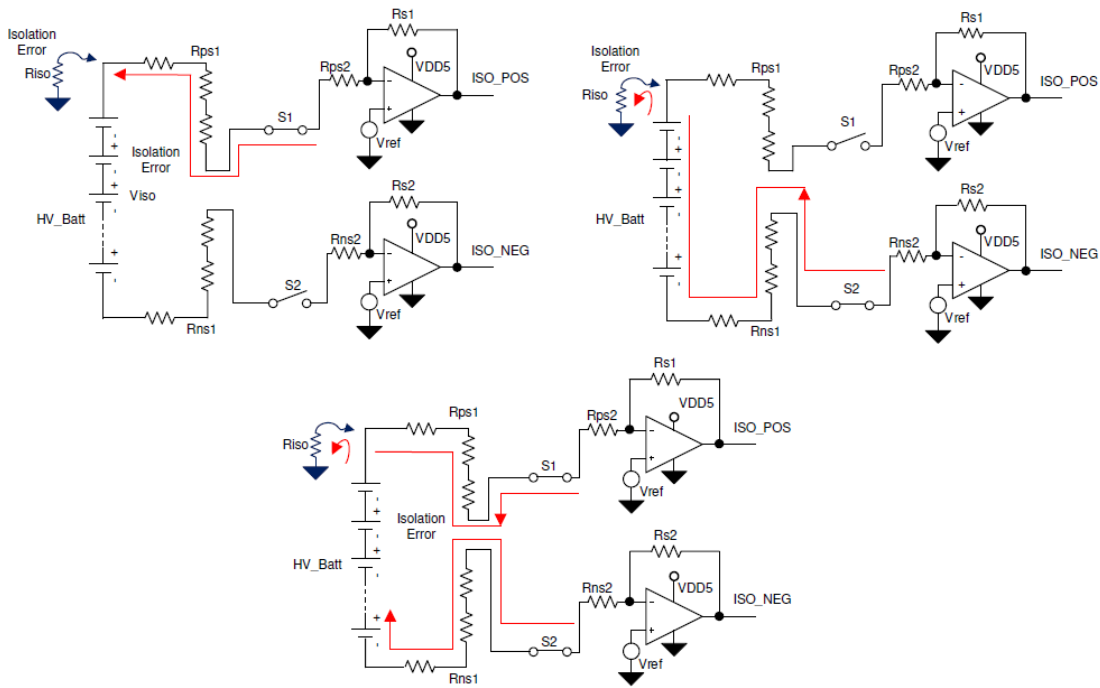 Isolation
Error
Riso
Rps1
Rps2
Rs1
VDD5
ISO_POS
S1
Vref
+
-
+
-
+
-
+
-
+
-
+
-
Isolation
Error
Viso
HV_Batt
Rs2
VDD5
ISO_NEG
Rns2
S2
Vref
Rns1
Isolation
Error
Riso
Rps1
Rps2
Rs1
VDD5
ISO_POS
S1
Vref
+
-
+
-
+
-
+
-
+
-
+
-
HV_Batt
Rs2
VDD5
ISO_NEG
Rns2
S2
Vref
Rns1
Riso
Rps1
Rps2
Rs1
VDD5
ISO_POS
S1
Vref
+
-
+
-
+
-
+
-
+
-
+
-
Isolation
Error
HV_Batt
Rs2
VDD5
ISO_NEG
Rns2
S2
Vref
Rns1